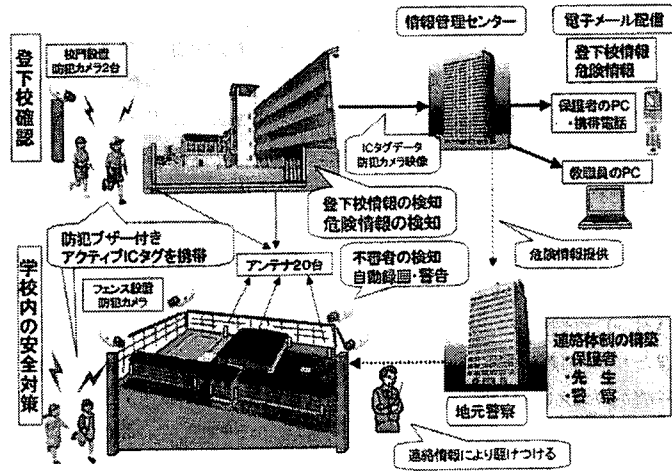 登下校確認
校門設置
防犯カメラ2台
情報管理センター
電子メール配信
登下校情報
危険情報
保護者のPC
・携帯電話
教職員のPC
ICタグデータ
防犯カメラ映像
登下校情報の検知
危険情報の検知
防犯ブザー付き
アクティブICタグを携帯
アンテナ20台
不審者の検知
自動録画・警告
危険情報提供
学校内の安全対策
フェンス設置
防犯カメラ
連絡体制の構築
・保護者
・先　生
・警　察
地元警察
連絡情報により駆けつける